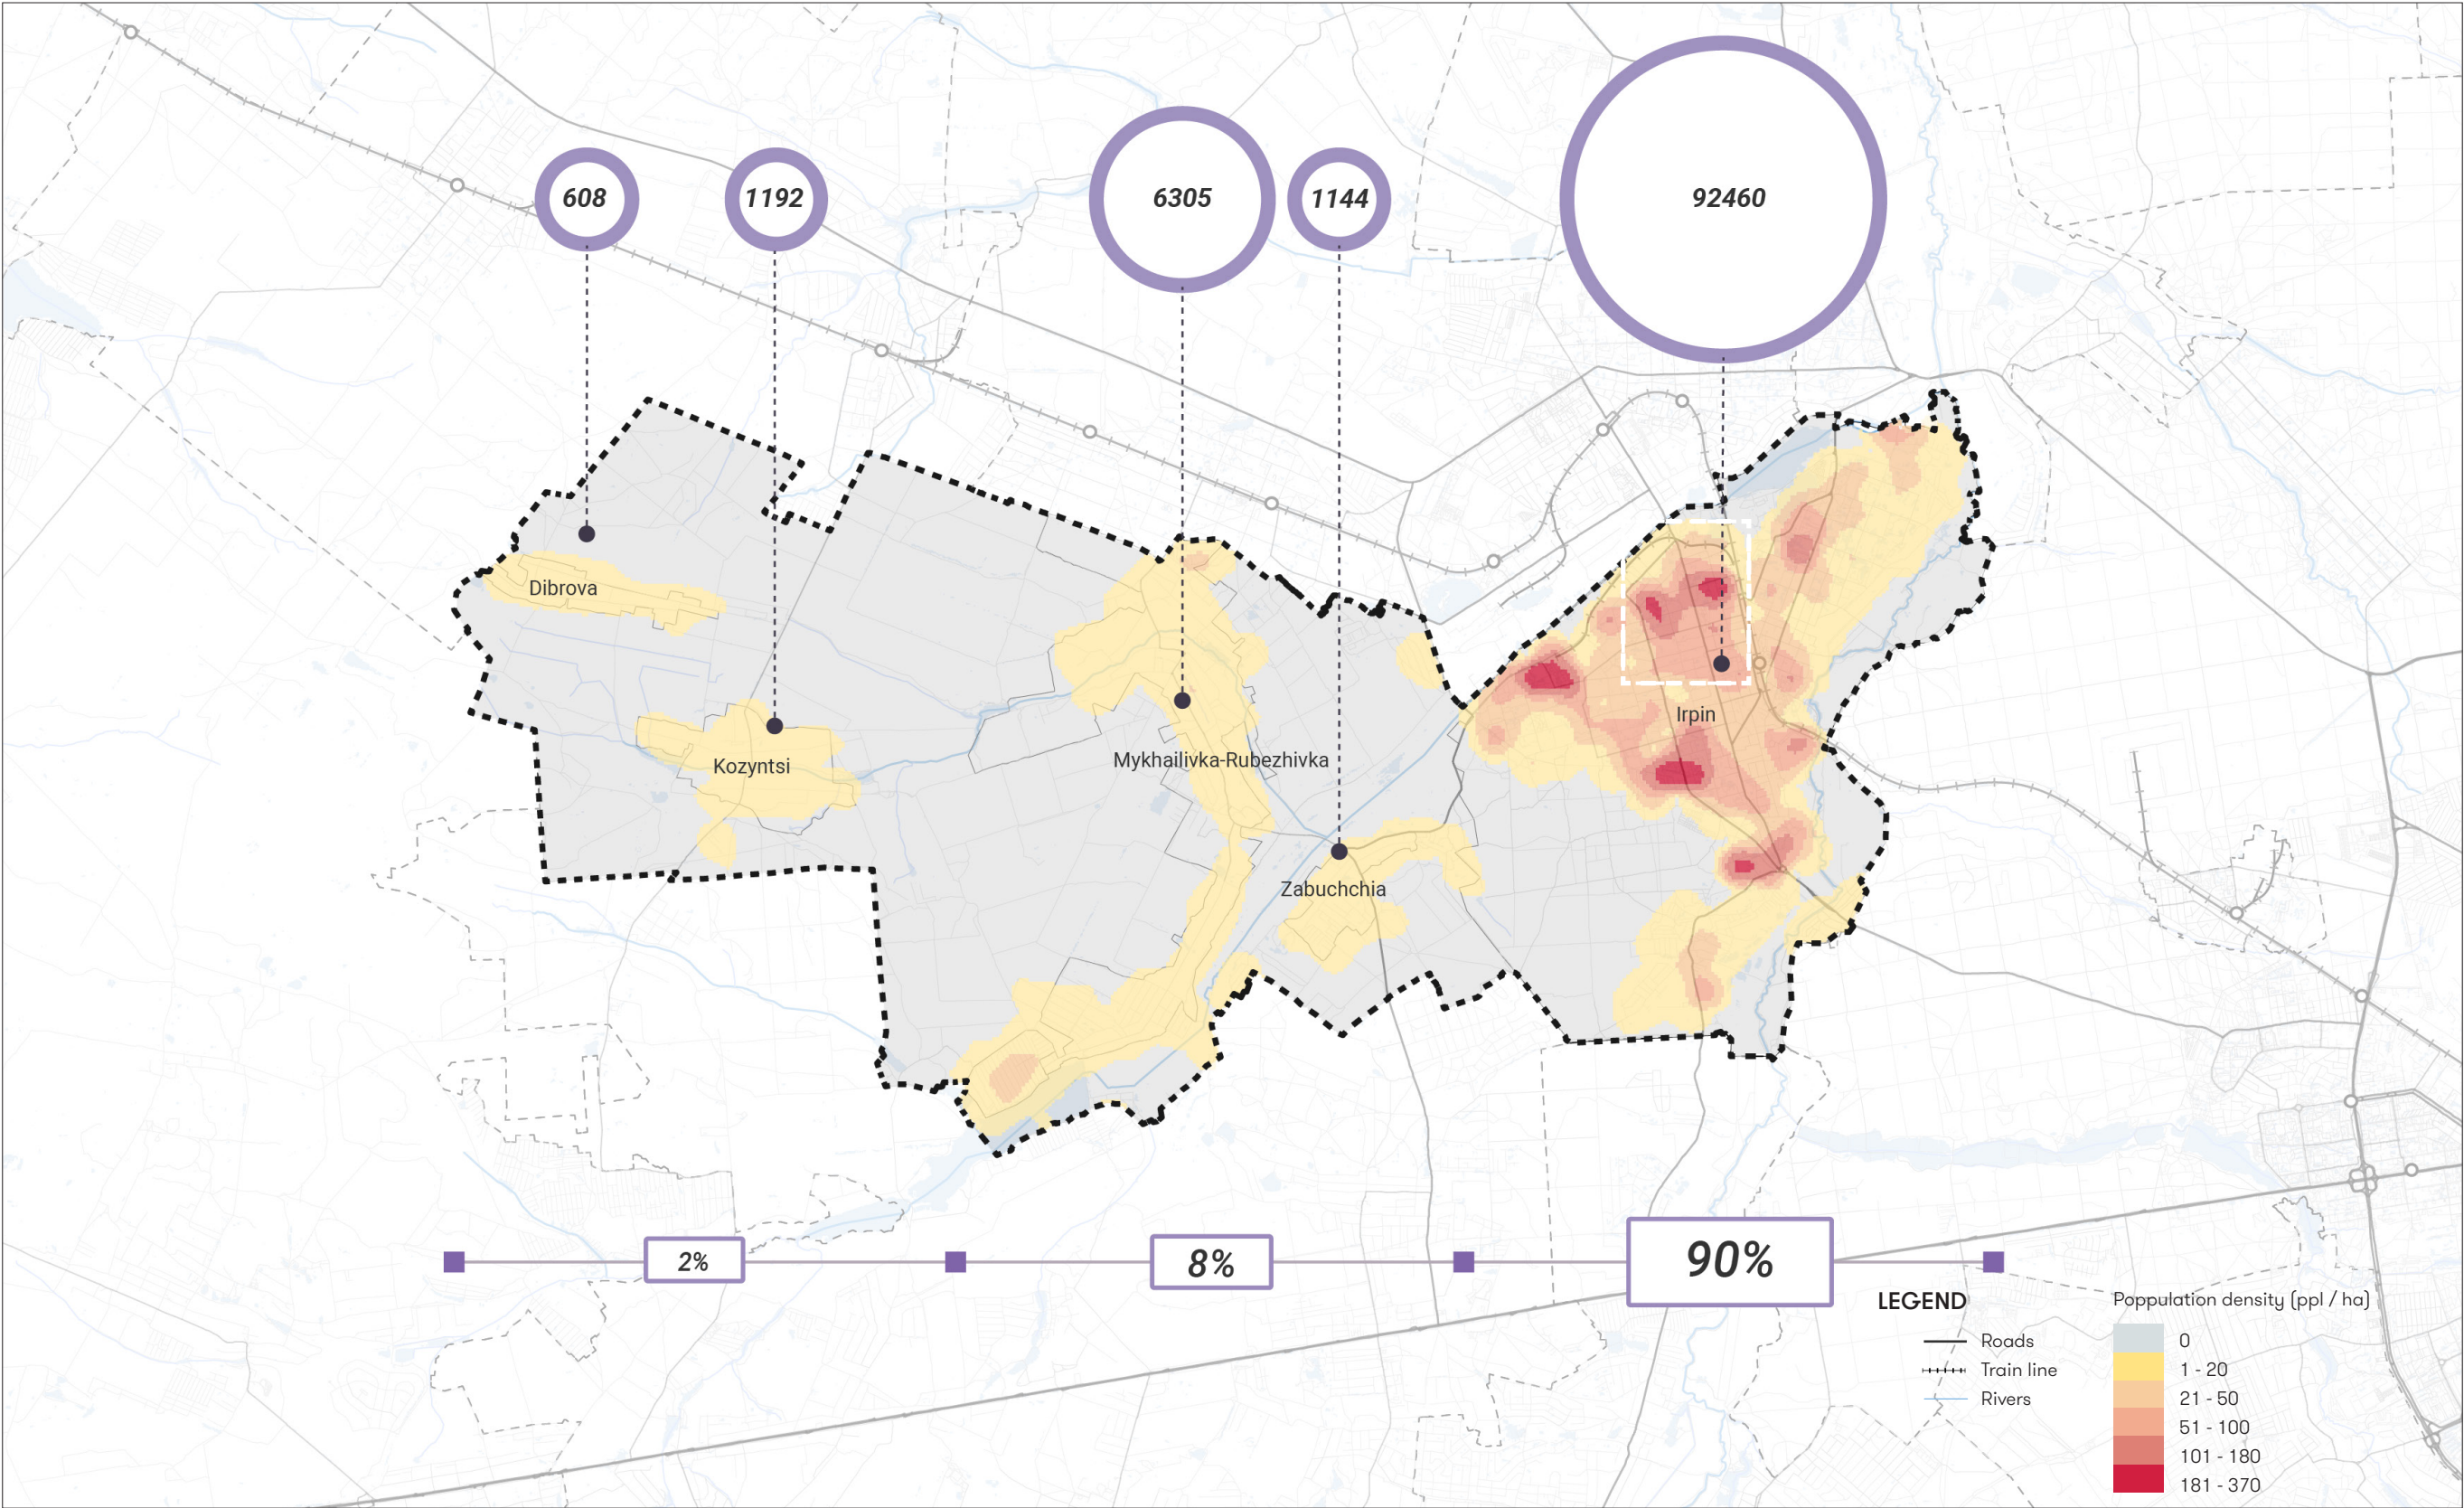 608
1192
6305
1144
92460
Dibrova
Kozyntsi
Mykhailivka-Rubezhivka
Zabuchchia
Irpin
2%
8%
90%
LEGEND
Roads
Train line
Rivers
Poppulation density (ppl / ha)
0
1 - 20
21 - 50
51 - 100
101 - 180
181 - 370